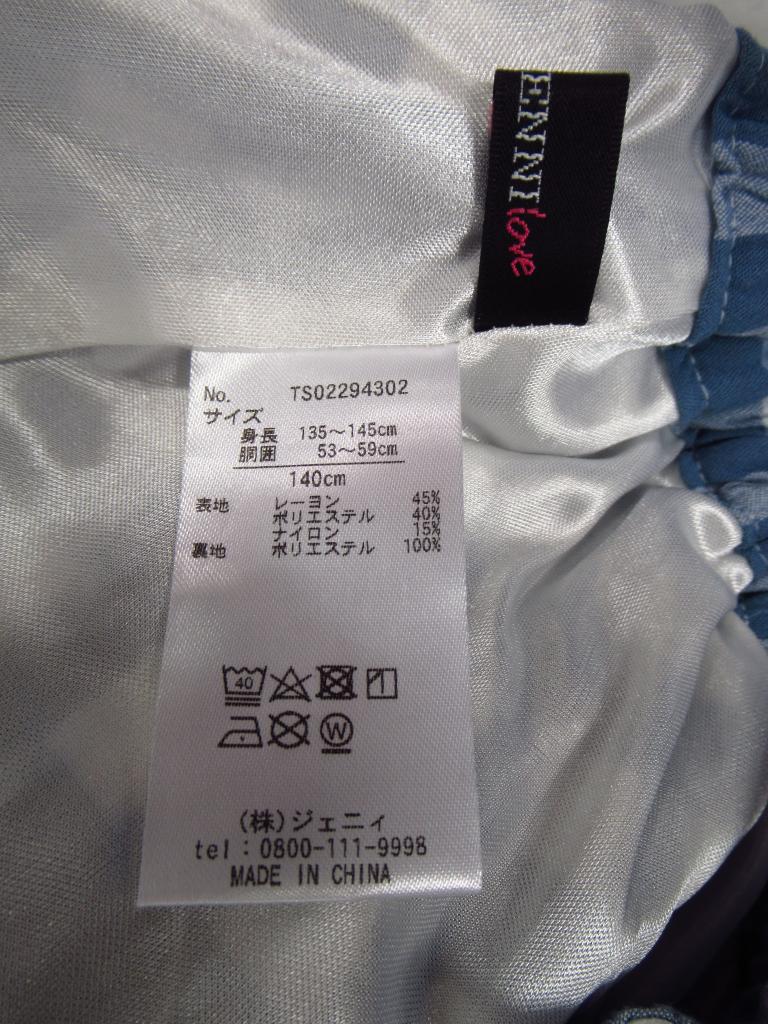 ENNI love
No. TS02294302
サイズ
身長 135～145cm
胴囲 53～59cm
140cm
表地 レーヨン 45%
ポリエステル 40%
ナイロン 15%
裏地 ポリエステル 100%
40
W
(株)ジェニィ
tel：0800-111-9998
MADE IN CHINA